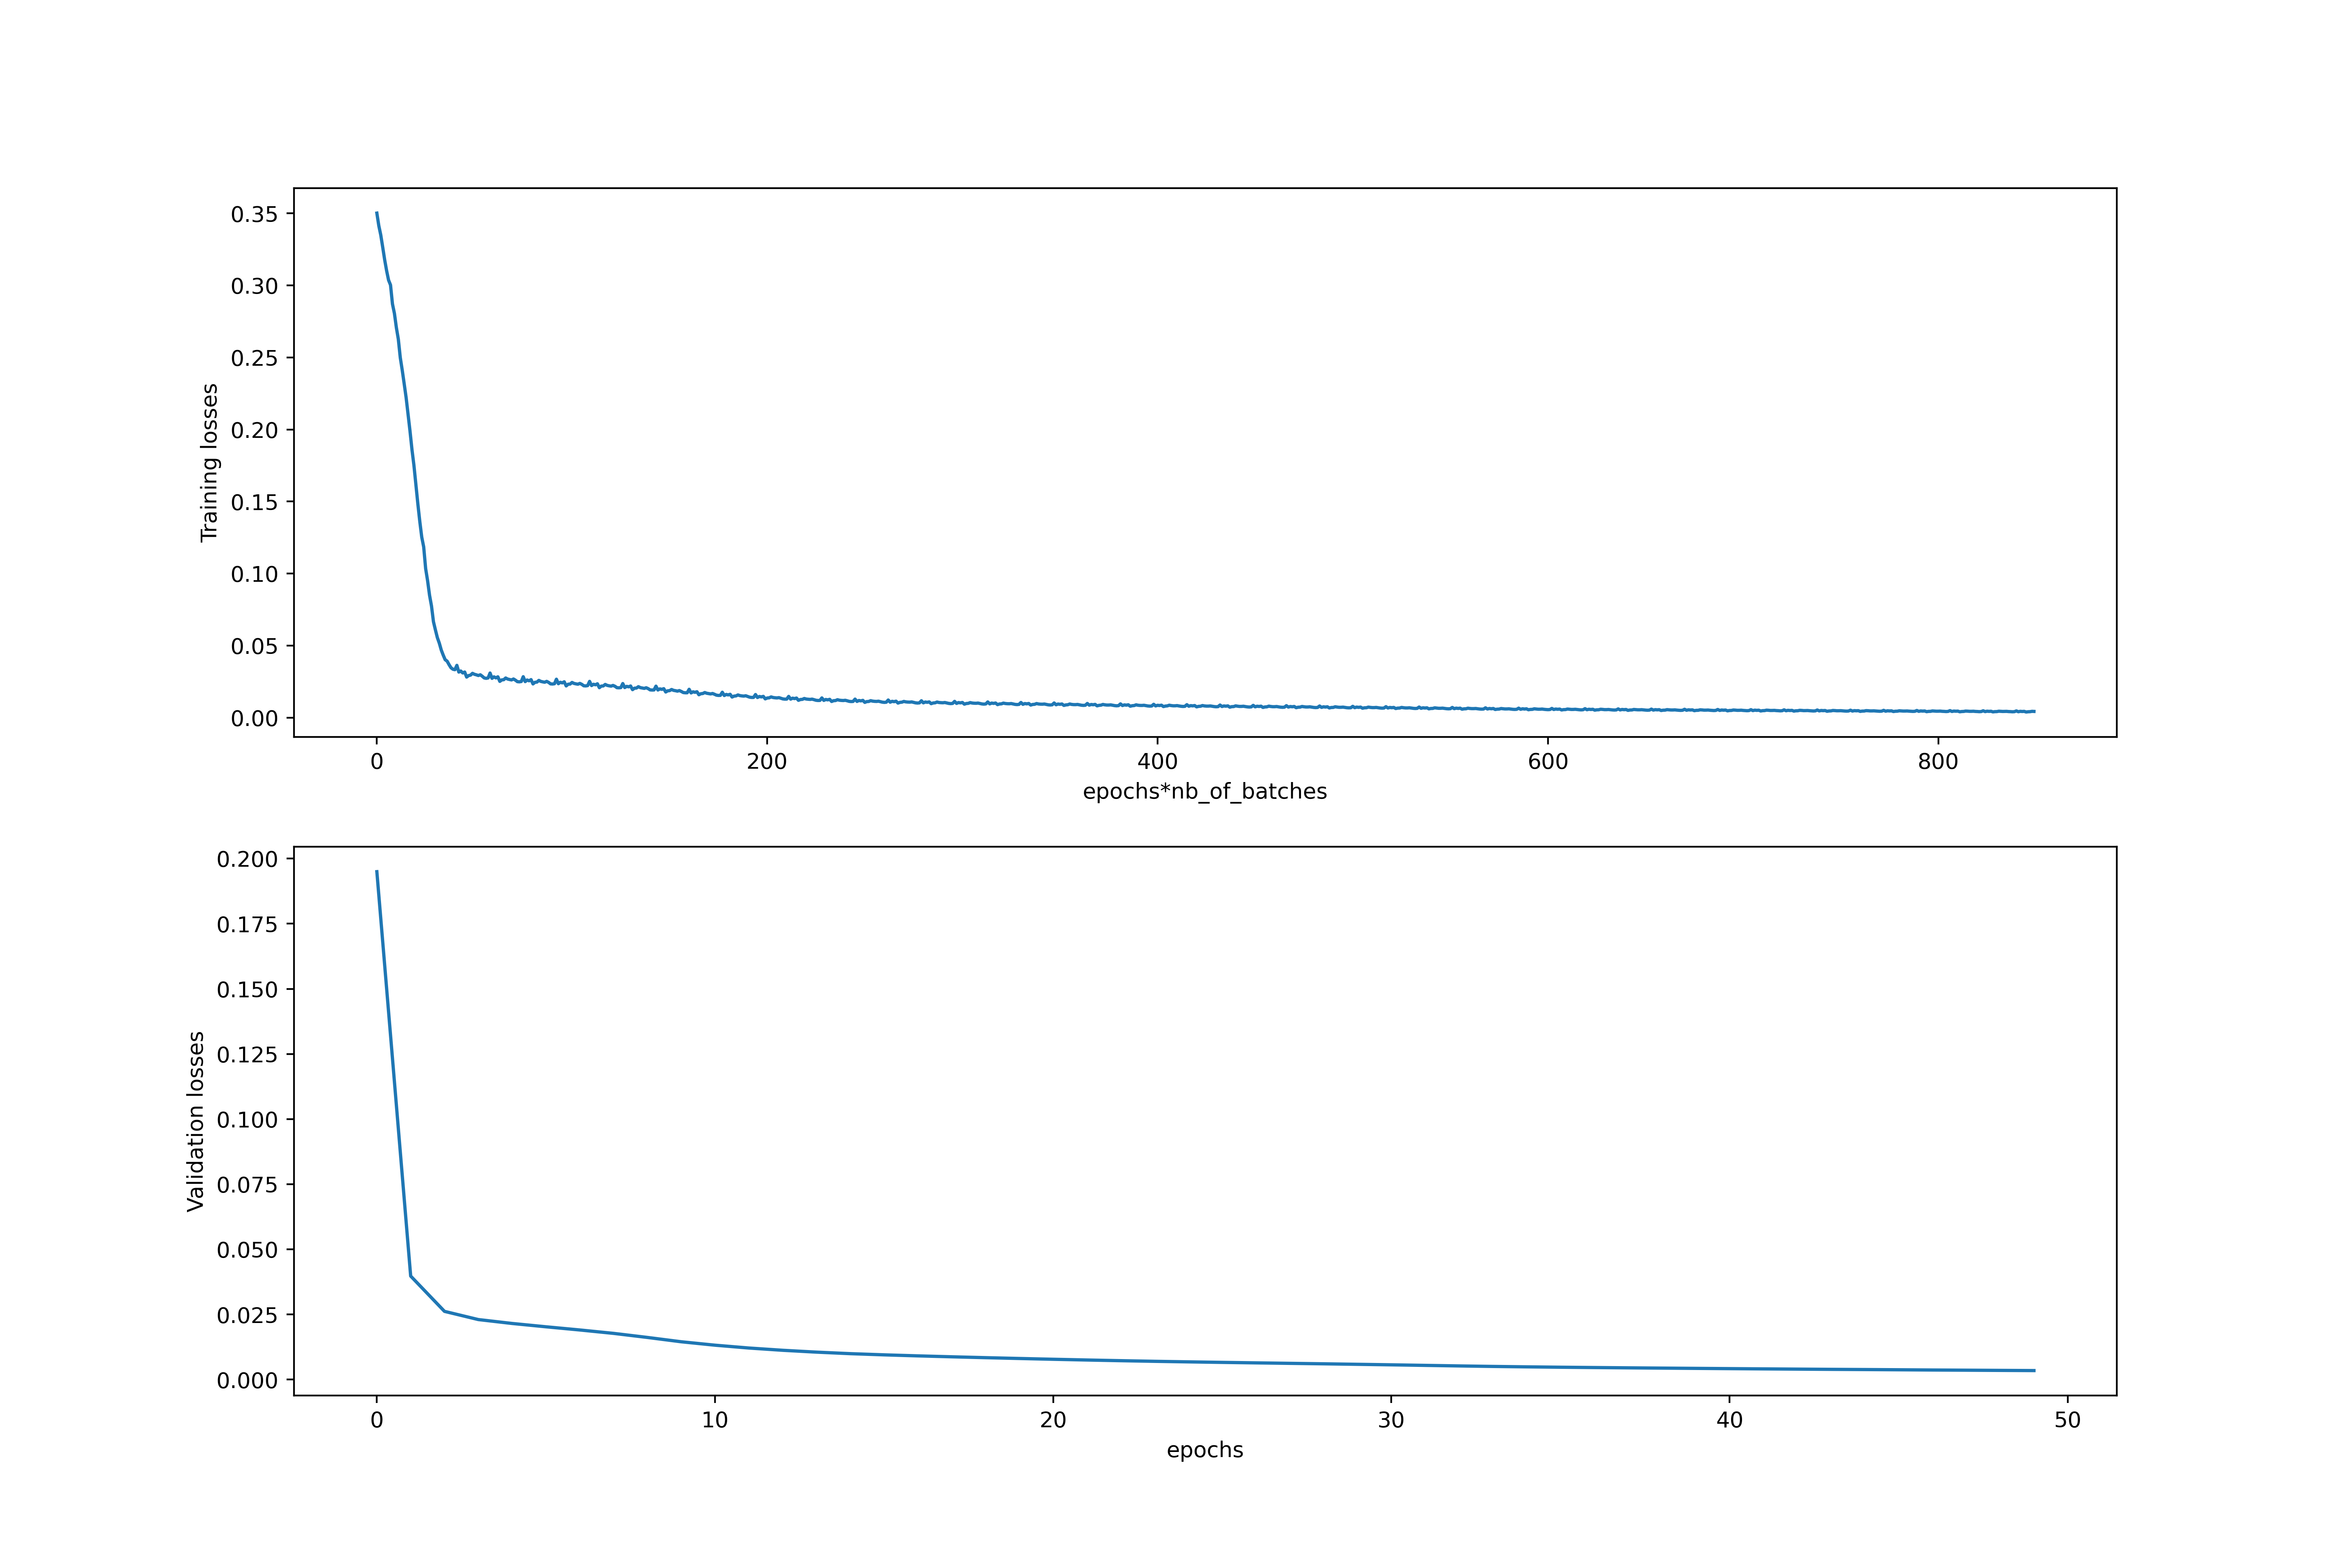 0.35
0.30
0.25
0.20
0.15
0.10
0.05
0.00
Training losses
0 200 400 600 800
epochs*nb_of_batches
0.200
0.175
0.150
0.125
0.100
0.075
0.050
0.025
0.000
Validation losses
0 10 20 30 40 50
epochs